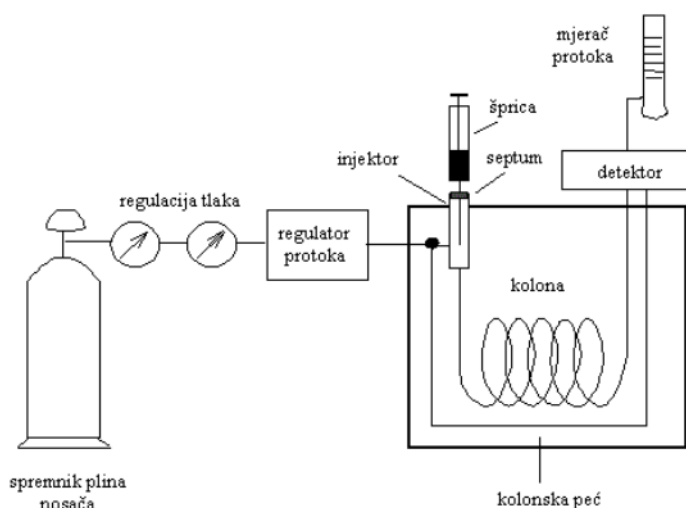 mjerač
protoka
šprica
injektor
septum
detektor
regulacija tlaka
regulator
protoka
kolona
spremnik plina
nosača
kolonska peć